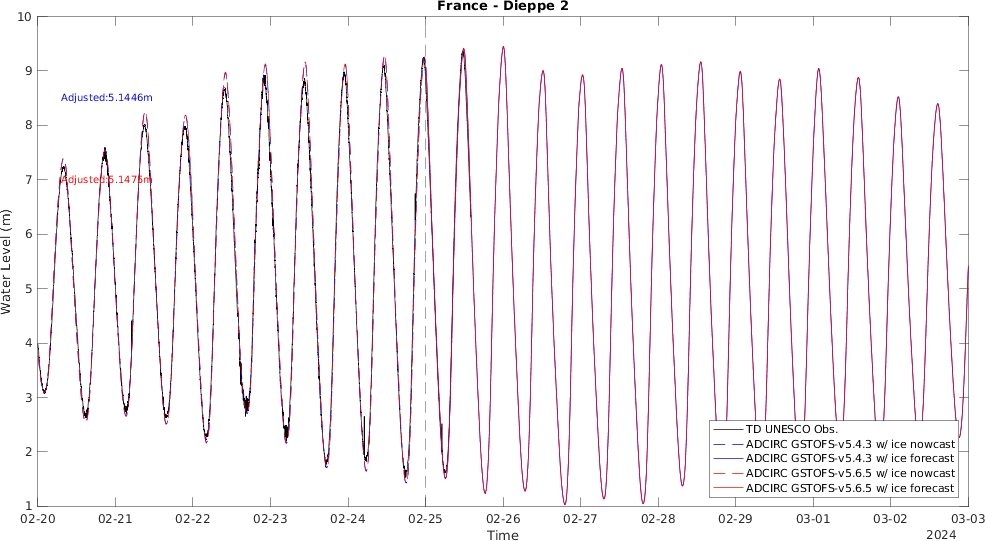 France - Dieppe 2
Water Level (m)
10
9
8
7
6
5
4
3
2
1
Adjusted:5.1446m
Adjusted:5.1475m
TD UNESCO Obs.
ADCIRC GSTOFS-v5.4.3 w/ ice nowcast
ADCIRC GSTOFS-v5.4.3 w/ ice forecast
ADCIRC GSTOFS-v5.6.5 w/ ice nowcast
ADCIRC GSTOFS-v5.6.5 w/ ice forecast
02-20 02-21 02-22 02-23 02-24 02-25 02-26 02-27 02-28 02-29 03-01 03-02 03-03
Time
2024